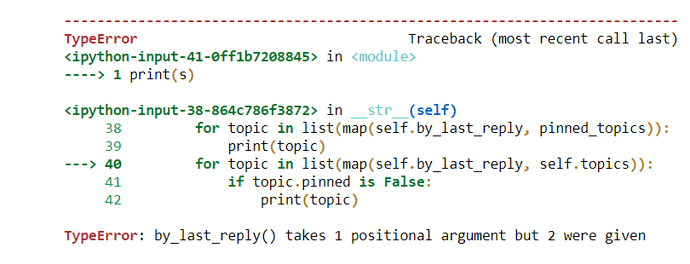 ---------------------------------------------------------------------------
TypeError                                 Traceback (most recent call last)
<ipython-input-41-0ff1b7208845> in <module>
----> 1 print(s)

<ipython-input-38-864c786f3872> in __str__(self)
     38         for topic in list(map(self.by_last_reply, pinned_topics)):
     39             print(topic)
---> 40         for topic in list(map(self.by_last_reply, self.topics)):
     41             if topic.pinned is False:
     42                 print(topic)

TypeError: by_last_reply() takes 1 positional argument but 2 were given